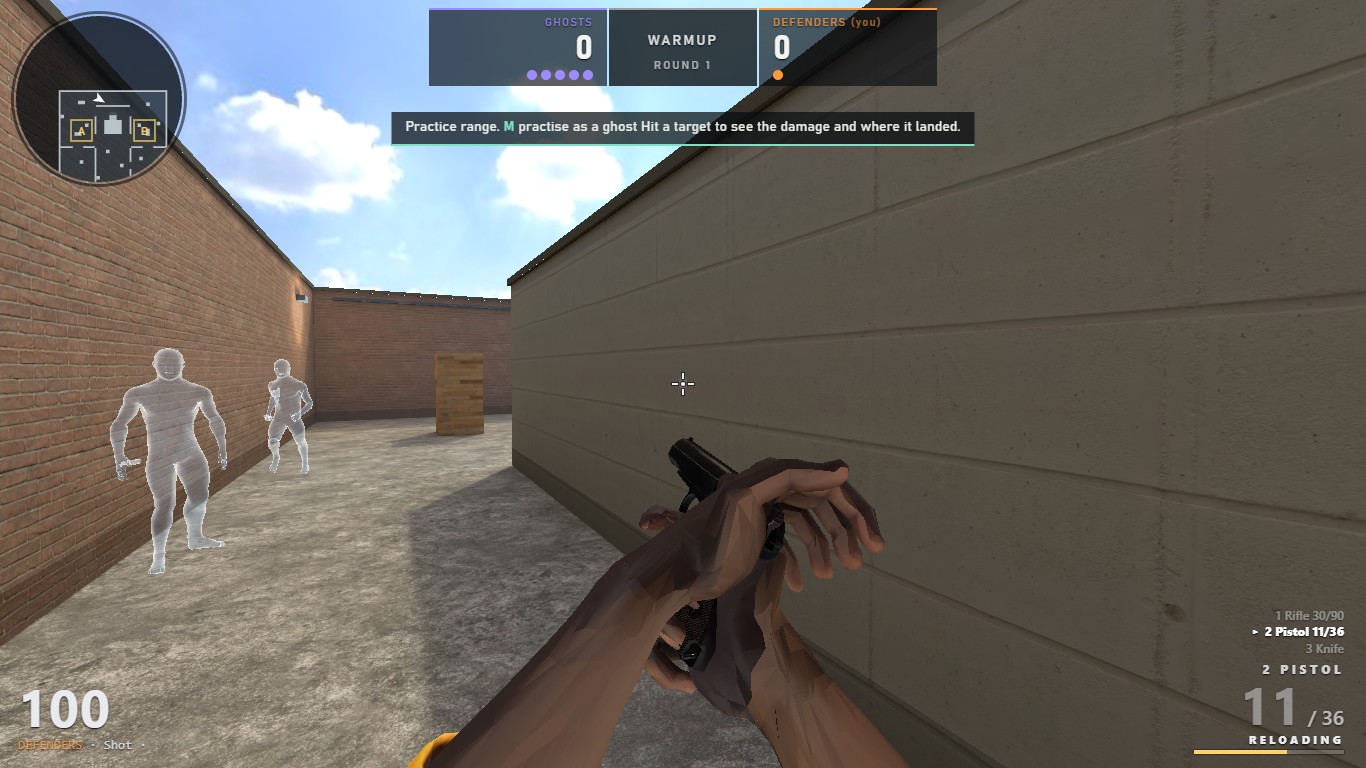 GHOSTS
0
WARMUP
ROUND 1
DEFENDERS (you)
0
A
B
Practice range. M practise as a ghost Hit a target to see the damage and where it landed.
1 Rifle 30/90
▸ 2 Pistol 11/36
3 Knife
2 PISTOL
11 / 36
RELOADING
100
DEFENDERS · Shot ·